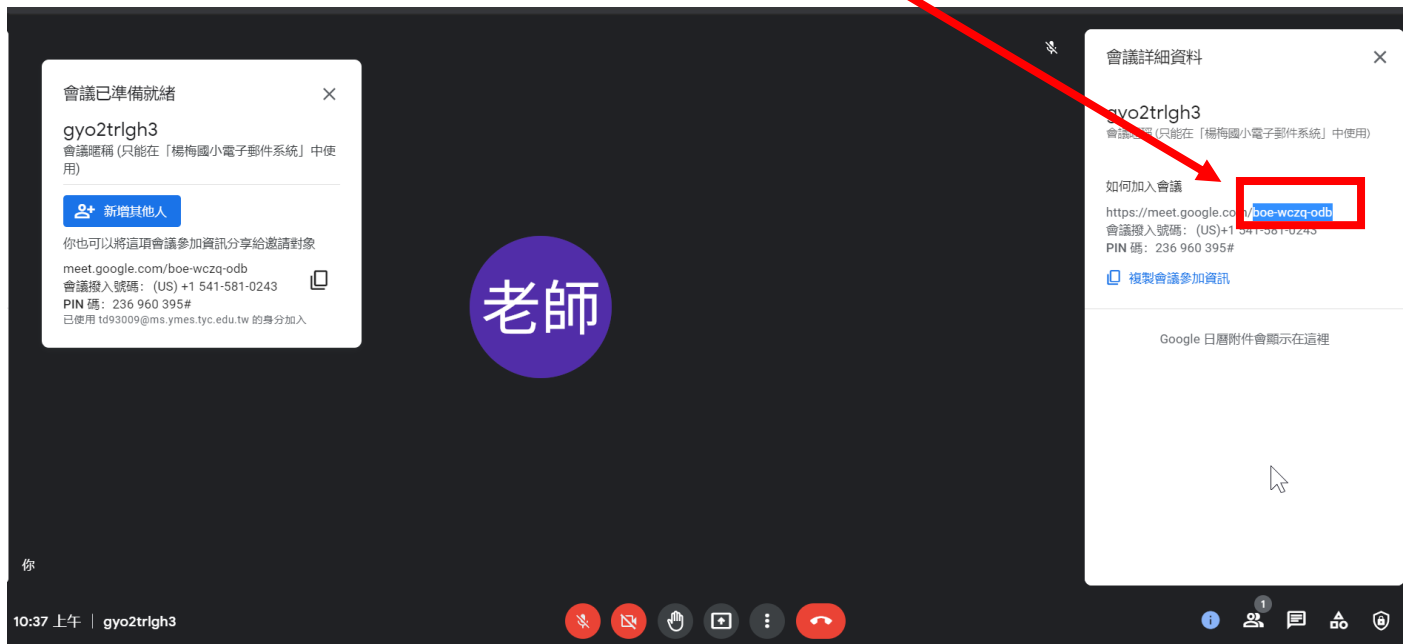 會議已準備就緒
gyo2trlgh3
會議暱稱 (只能在「楊梅國小電子郵件系統」中使
用)
新增其他人
你也可以將這項會議參加資訊分享給邀請對象
meet.google.com/boe-wczq-odb
會議撥入號碼： (US) +1 541-581-0243
PIN 碼： 236 960 395#
已使用 td93009@ms.ymes.tyc.edu.tw 的身分加入
老師
會議詳細資料
gyo2trlgh3
會議暱稱 (只能在「楊梅國小電子郵件系統」中使用)
如何加入會議
https://meet.google.com/boe-wczq-odb
會議撥入號碼： (US)+1 541-581-0243
PIN 碼： 236 960 395#
複製會議參加資訊
Google 日曆附件會顯示在這裡
你
10:37 上午 | gyo2trlgh3
1